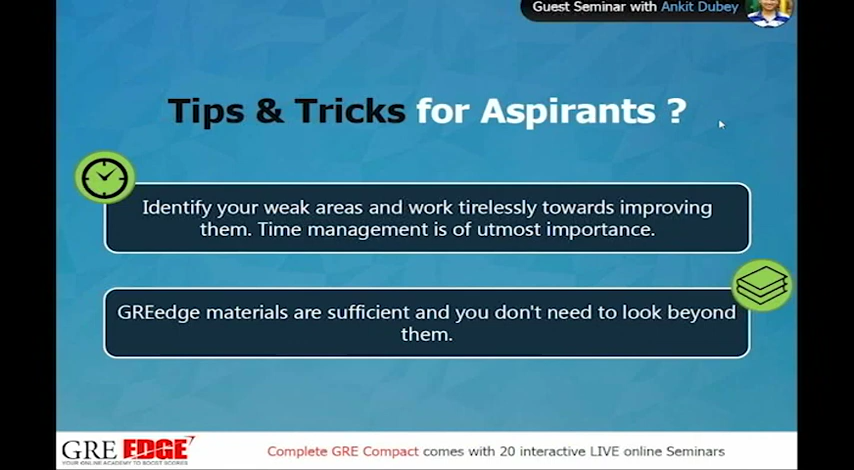 Guest Seminar with Ankit Dubey
Tips & Tricks for Aspirants ?
Identify your weak areas and work tirelessly towards improving
them. Time management is of utmost importance.
GREedge materials are sufficient and you don't need to look beyond
them.
GRE EDGE
YOUR ONLINE ACADEMY TO BOOST SCORES
Complete GRE Compact comes with 20 interactive LIVE online Seminars